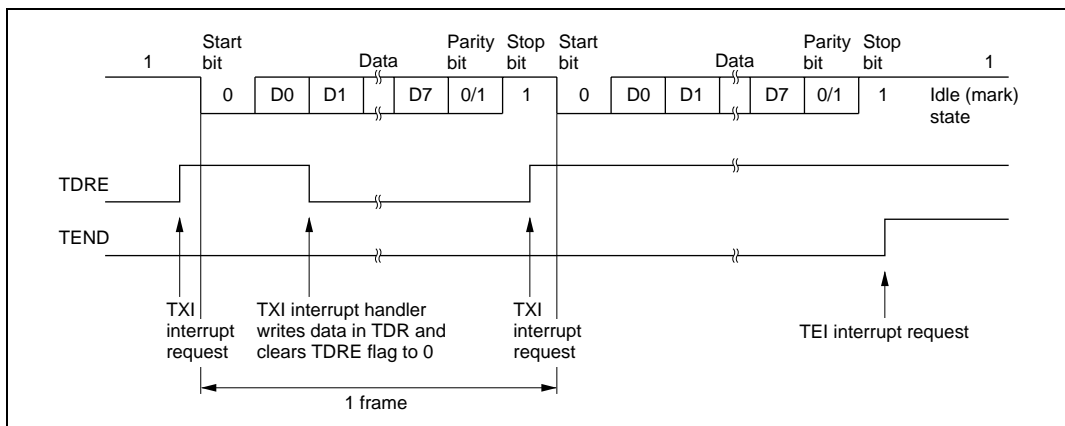 1
Start
bit
Data
Parity
bit
Stop
bit
Start
bit
Data
Parity
bit
Stop
bit
1
0 D0 D1 D7 0/1 1 0 D0 D1 D7 0/1 1 Idle (mark)
state
TDRE
TEND
TXI
interrupt
request
TXI interrupt handler
writes data in TDR and
clears TDRE flag to 0
TXI
interrupt
request
TEI interrupt request
1 frame